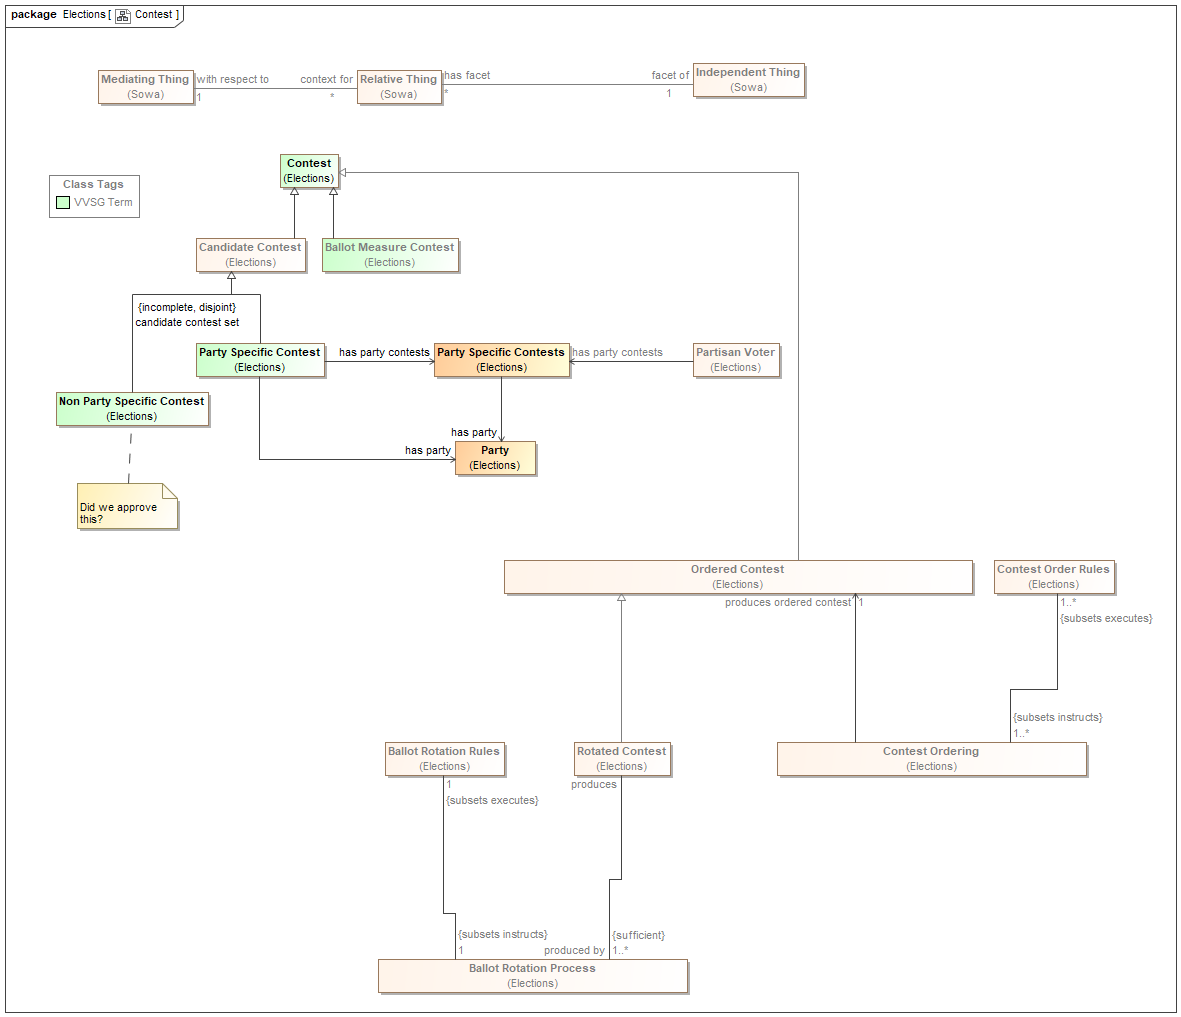 package Elections [ Contest ]
Mediating Thing
(Sowa)
with respect to
1
context for
*
Relative Thing
(Sowa)
has facet
*
facet of
1
Independent Thing
(Sowa)
Contest
(Elections)
Class Tags
VVSG Term
Candidate Contest
(Elections)
Ballot Measure Contest
(Elections)
{incomplete, disjoint}
candidate contest set
Party Specific Contest
(Elections)
has party contests
Party Specific Contests
(Elections)
has party contests
Partisan Voter
(Elections)
Non Party Specific Contest
(Elections)
has party
has party
Party
(Elections)
Did we approve
this?
Ordered Contest
(Elections)
produces ordered contest
1
Contest Order Rules
(Elections)
1..*
{subsets executes}
{subsets instructs}
1..*
Contest Ordering
(Elections)
Ballot Rotation Rules
(Elections)
1
{subsets executes}
Rotated Contest
(Elections)
produces
{subsets instructs}
1
produced by
{sufficient}
1..*
Ballot Rotation Process
(Elections)